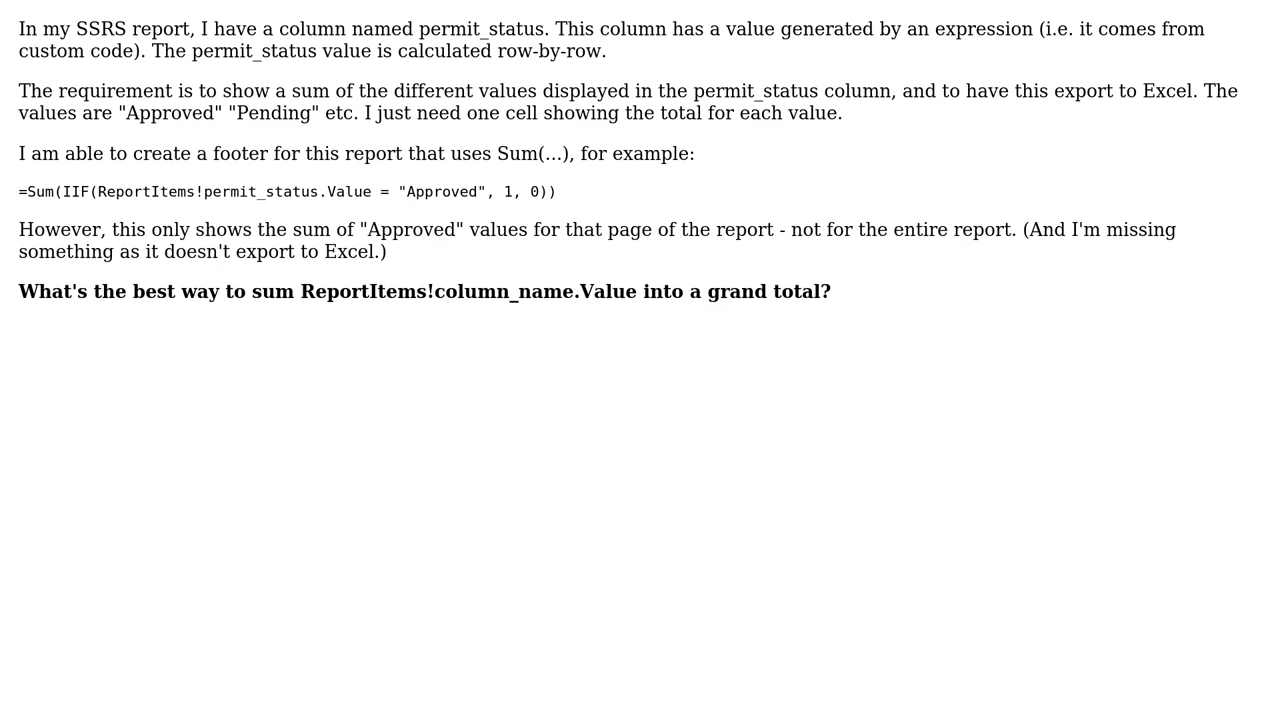 In my SSRS report, I have a column named permit_status. This column has a value generated by an expression (i.e. it comes from
custom code). The permit_status value is calculated row-by-row.
The requirement is to show a sum of the different values displayed in the permit_status column, and to have this export to Excel. The
values are "Approved" "Pending" etc. I just need one cell showing the total for each value.
I am able to create a footer for this report that uses Sum(...), for example:
=Sum(IIF(ReportItems!permit_status.Value = "Approved", 1, 0))
However, this only shows the sum of "Approved" values for that page of the report - not for the entire report. (And I'm missing
something as it doesn't export to Excel.)
What's the best way to sum ReportItems!column_name.Value into a grand total?